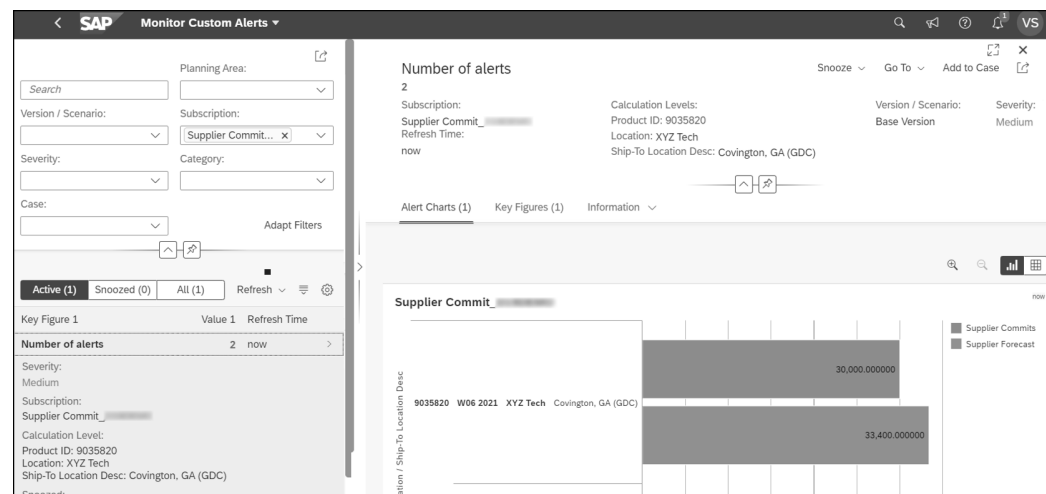 SAP Monitor Custom Alerts
1
VS
Planning Area:
Search
Version / Scenario:
Subscription:
Supplier Commit...
Severity:
Category:
Case:
Adapt Filters
Active (1) Snoozed (0) All (1) Refresh
Key Figure 1 Value 1 Refresh Time
Number of alerts 2 now
Severity:
Medium
Subscription:
Supplier Commit_
Calculation Level:
Product ID: 9035820
Location: XYZ Tech
Ship-To Location Desc: Covington, GA (GDC)
Snoozed:
Number of alerts
2
Snooze Go To Add to Case
Subscription:
Supplier Commit_
Refresh Time:
now
Calculation Levels:
Product ID: 9035820
Location: XYZ Tech
Ship-To Location Desc: Covington, GA (GDC)
Version / Scenario:
Base Version
Severity:
Medium
Alert Charts (1) Key Figures (1) Information
Supplier Commit_
now
Supplier Commits
Supplier Forecast
30,000.000000
9035820 W06 2021 XYZ Tech Covington, GA (GDC)
33,400.000000
/ Ship-To Location Desc